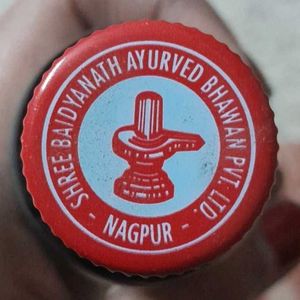 SHREE BAIDYANATH AYURVED BHAWAN PVT. LTD.
- NAGPUR -